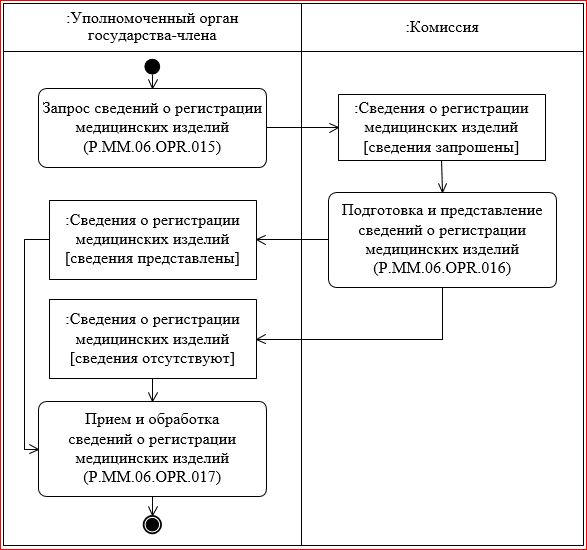 :Уполномоченный орган
государства-члена
:Комиссия
Запрос сведений о регистрации
медицинских изделий
(P.MM.06.OPR.015)
:Сведения о регистрации
медицинских изделий
[сведения запрошены]
Подготовка и представление
сведений о регистрации
медицинских изделий
(P.MM.06.OPR.016)
:Сведения о регистрации
медицинских изделий
[сведения представлены]
:Сведения о регистрации
медицинских изделий
[сведения отсутствуют]
Прием и обработка
сведений о регистрации
медицинских изделий
(P.MM.06.OPR.017)